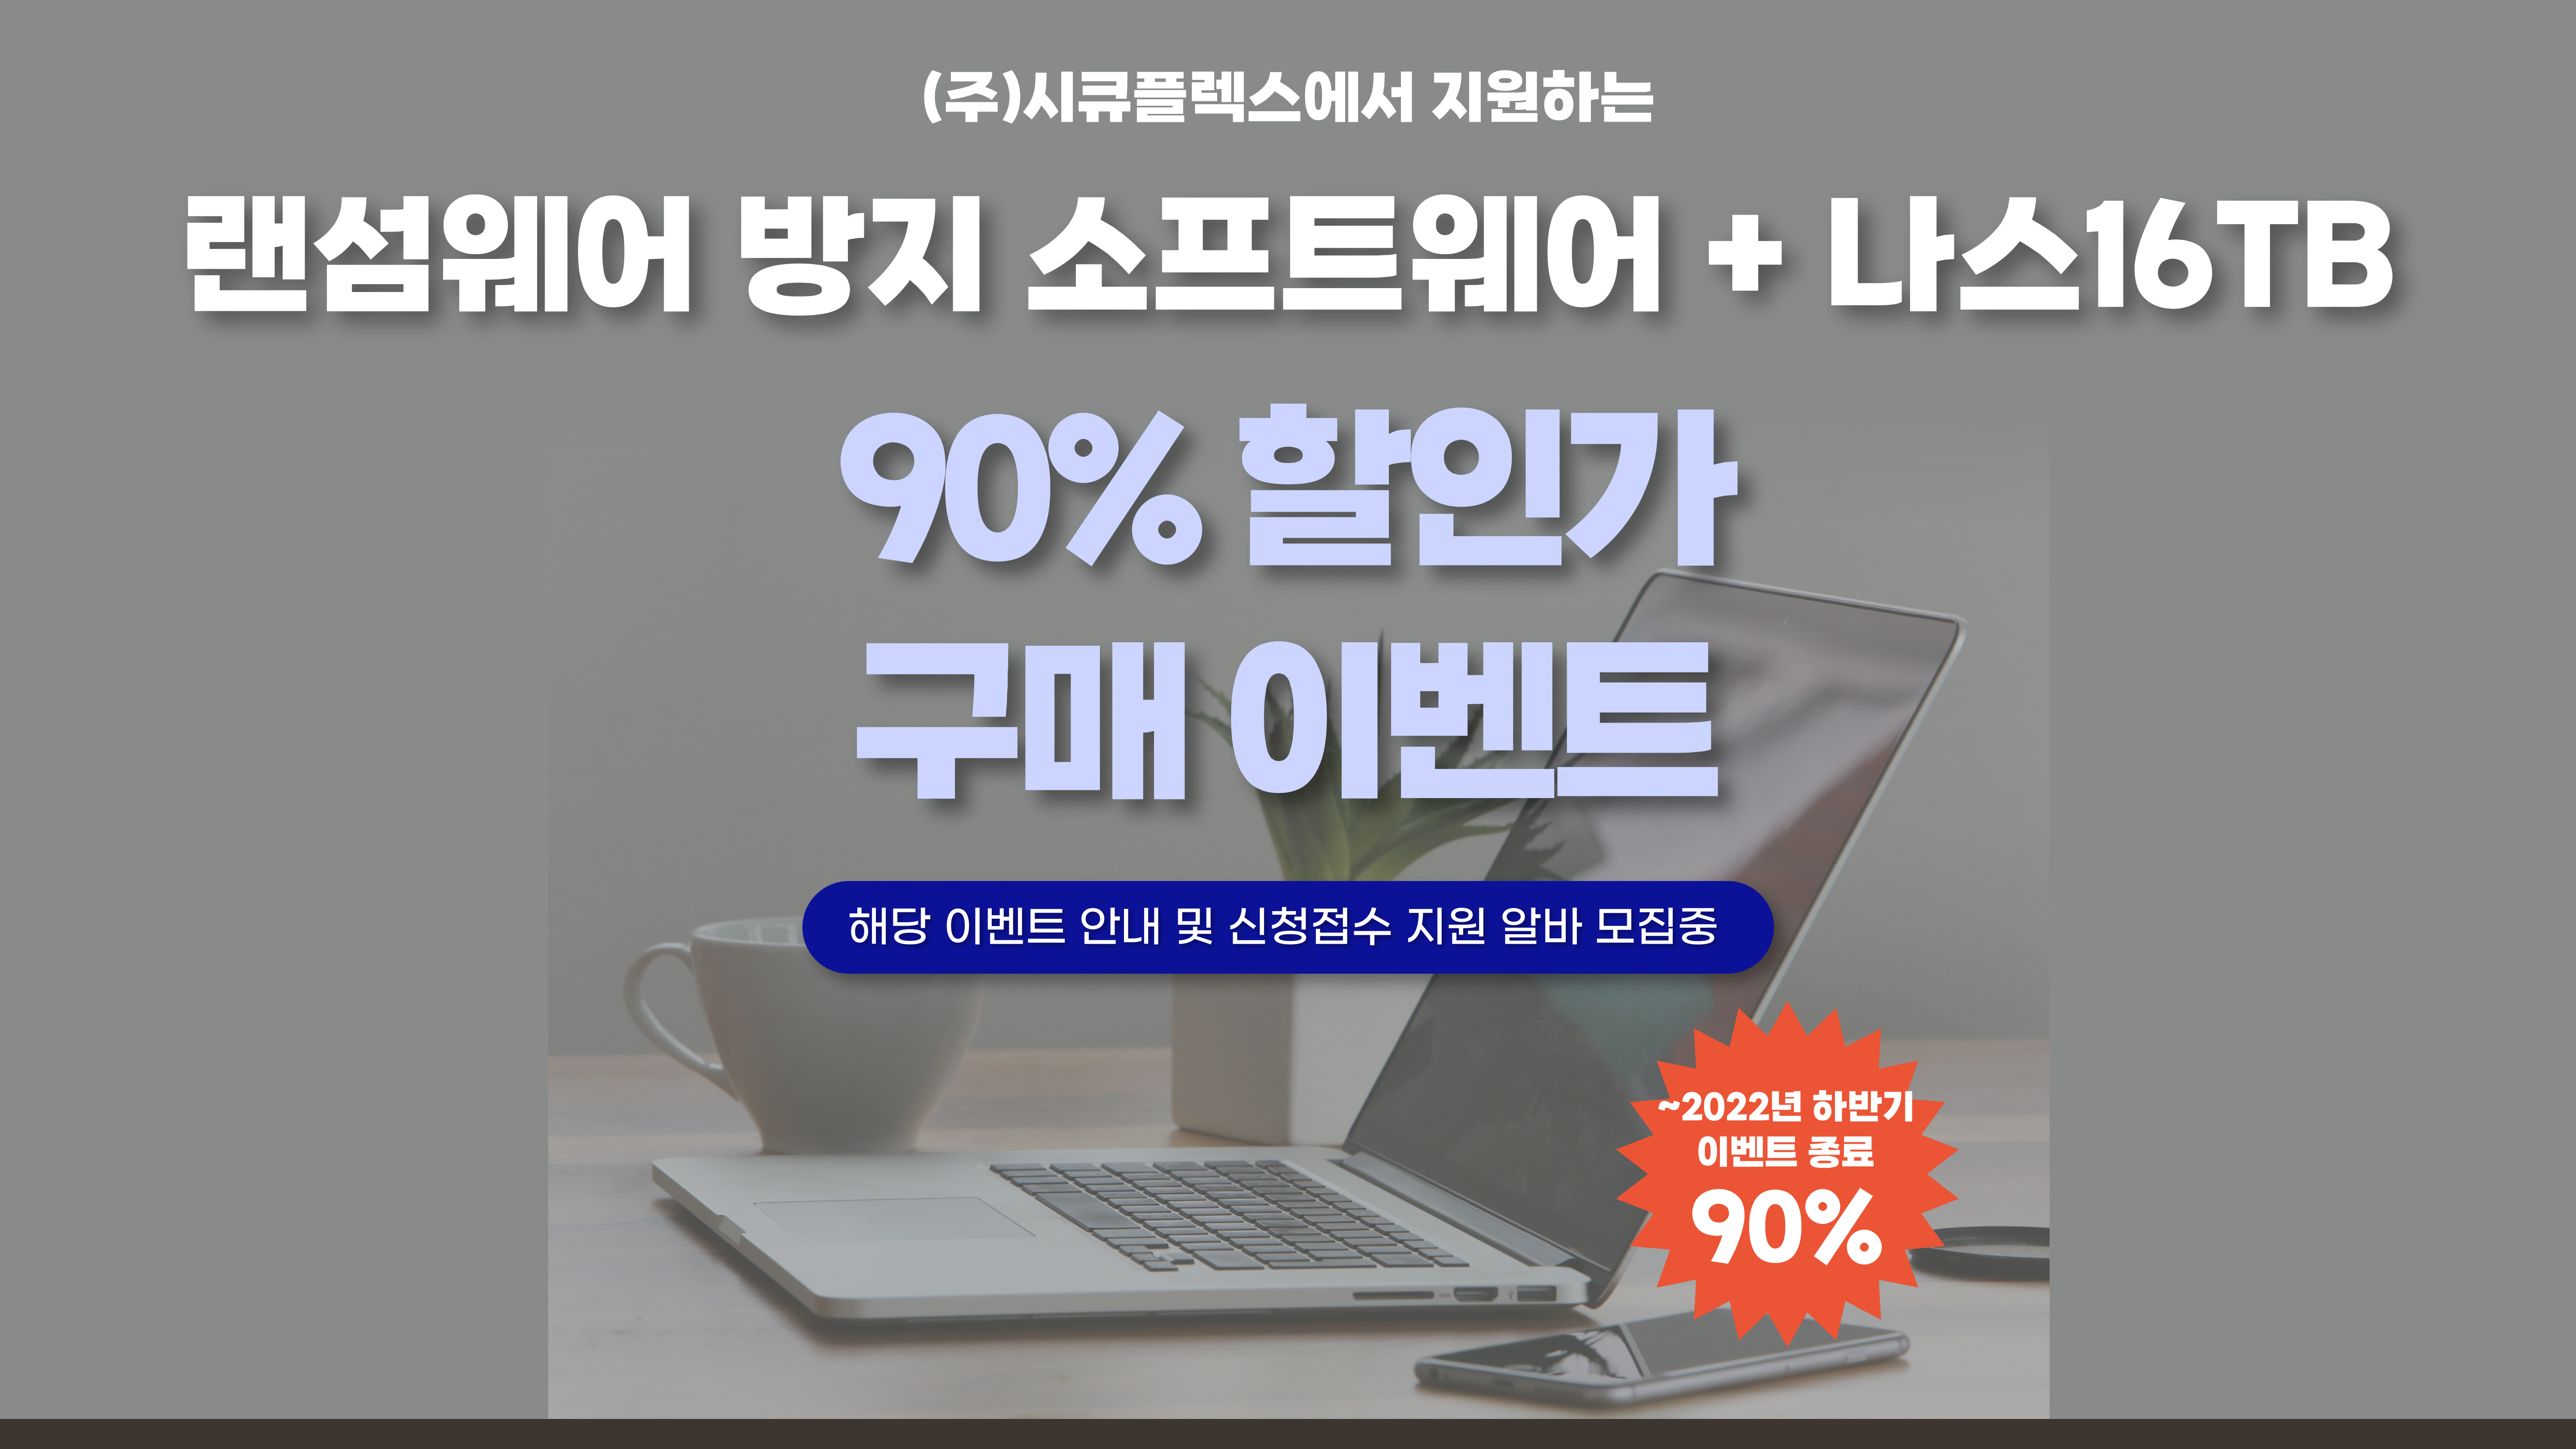 (주)시큐플렉스에서 지원하는
랜섬웨어 방지 소프트웨어 + 나스16TB
90% 할인가
구매 이벤트
해당 이벤트 안내 및 신청접수 지원 알바 모집중
~2022년 하반기
이벤트 종료
90%